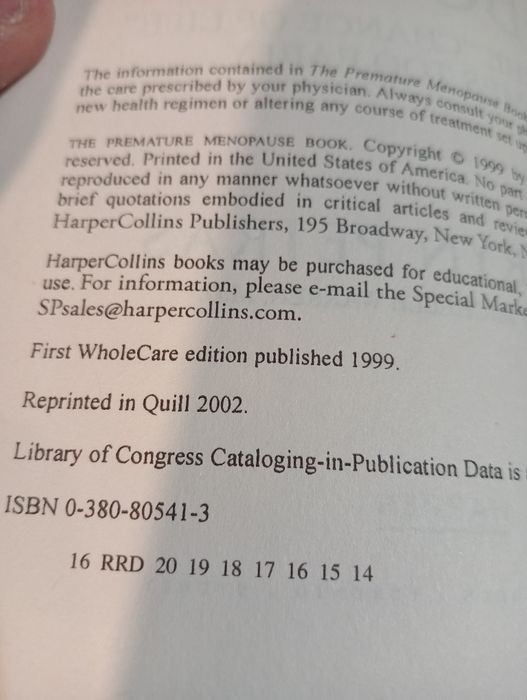 The information contained in The Premature Menopause Book
the care prescribed by your physician. Always consult your
new health regimen or altering any course of treatment set up
THE PREMATURE MENOPAUSE BOOK. Copyright © 1999 by
reserved. Printed in the United States of America. No part
reproduced in any manner whatsoever without written
brief quotations embodied in critical articles and
HarperCollins Publishers, 195 Broadway, New York,
HarperCollins books may be purchased for educational,
use. For information, please e-mail the Special
SPsales@harpercollins.com.
First WholeCare edition published 1999.
Reprinted in Quill 2002.
Library of Congress Cataloging-in-Publication Data is
ISBN 0-380-80541-3
16 RRD 20 19 18 17 16 15 14